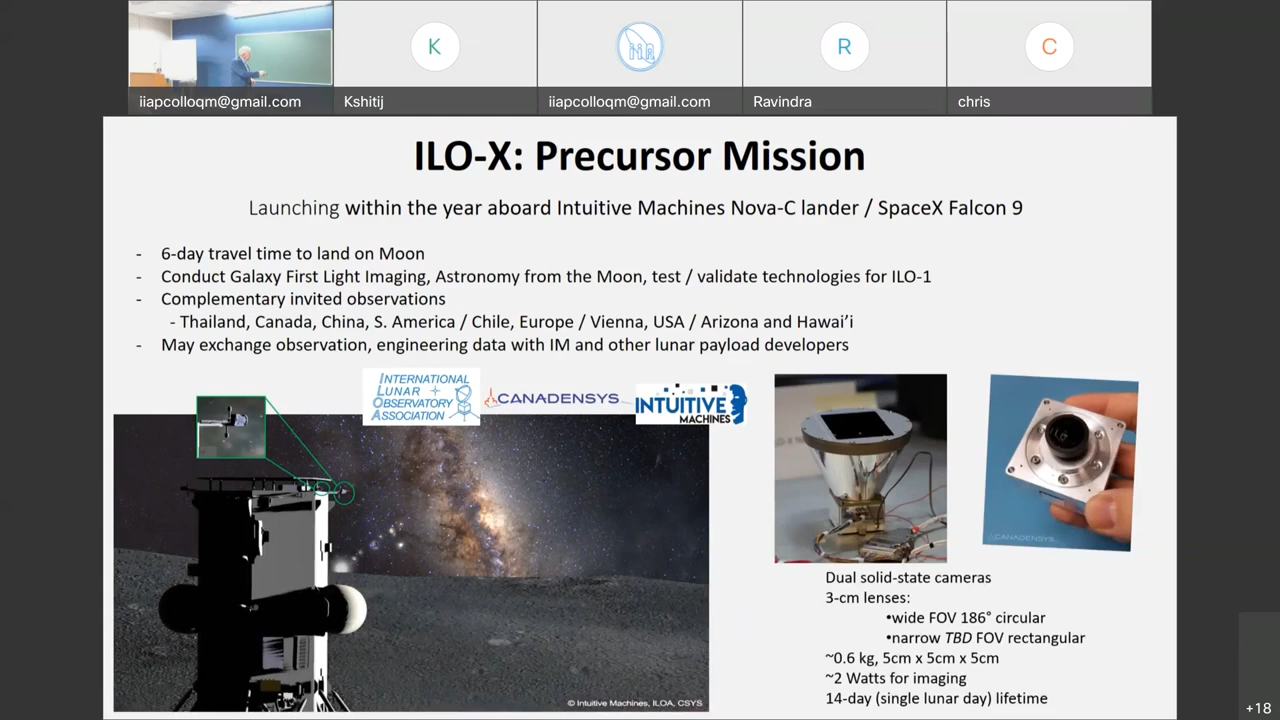 K
R
C
iiapcolloqm@gmail.com
Kshitij
iiapcolloqm@gmail.com
Ravindra
chris
ILO-X: Precursor Mission
Launching within the year aboard Intuitive Machines Nova-C lander / SpaceX Falcon 9
- 6-day travel time to land on Moon
- Conduct Galaxy First Light Imaging, Astronomy from the Moon, test / validate technologies for ILO-1
- Complementary invited observations
- Thailand, Canada, China, S. America / Chile, Europe / Vienna, USA / Arizona and Hawai’i
- May exchange observation, engineering data with IM and other lunar payload developers
INTERNATIONAL
LUNAR
OBSERVATORY
ASSOCIATION
CANADENSYS
INTUITIVE
MACHINES
CANADENSYS
Dual solid-state cameras
3-cm lenses:
•wide FOV 186° circular
•narrow TBD FOV rectangular
~0.6 kg, 5cm x 5cm x 5cm
~2 Watts for imaging
14-day (single lunar day) lifetime
© Intuitive Machines, ILOA, CSYS
+18